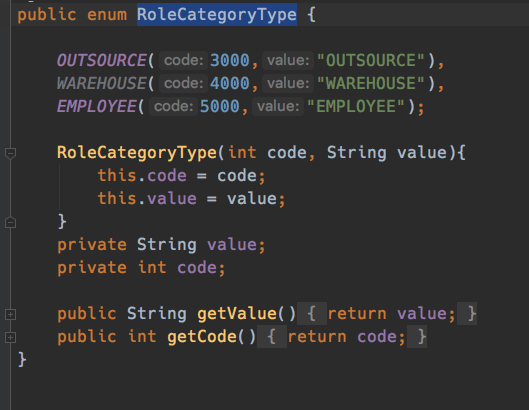 public enum RoleCategoryType {
OUTSOURCE( code: 3000, value: "OUTSOURCE"),
WAREHOUSE( code: 4000, value: "WAREHOUSE"),
EMPLOYEE( code: 5000, value: "EMPLOYEE");
RoleCategoryType(int code, String value){
this.code = code;
this.value = value;
}
private String value;
private int code;
public String getValue() { return value; }
public int getCode() { return code; }
}